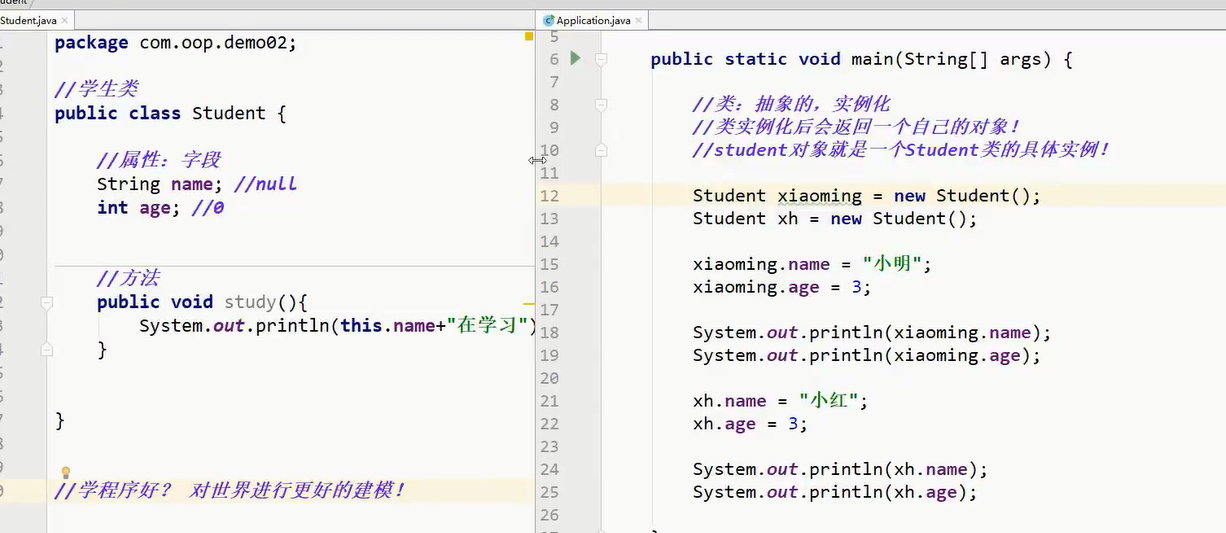 Student.java
package com.oop.demo02;
//学生类
public class Student {
//属性：字段
String name; //null
int age; //0
//方法
public void study(){
System.out.println(this.name+"在学习")
}
}
//学程序好？ 对世界进行更好的建模！
Application.java
5
6 public static void main(String[] args) {
7
8 //类：抽象的，实例化
9 //类实例化后会返回一个自己的对象！
10 //student对象就是一个Student类的具体实例！
11
12 Student xiaoming = new Student();
13 Student xh = new Student();
14
15 xiaoming.name = "小明";
16 xiaoming.age = 3;
17
18 System.out.println(xiaoming.name);
19 System.out.println(xiaoming.age);
20
21 xh.name = "小红";
22 xh.age = 3;
23
24 System.out.println(xh.name);
25 System.out.println(xh.age);
26